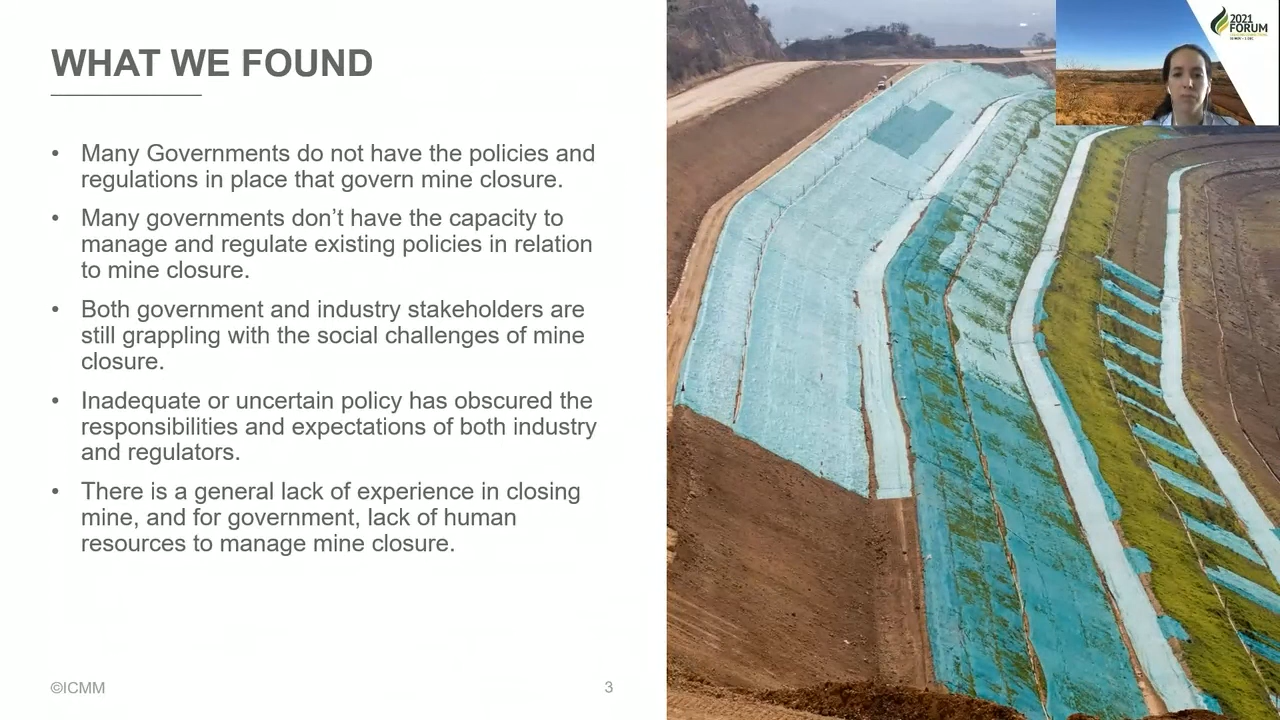 WHAT WE FOUND
• Many Governments do not have the policies and
regulations in place that govern mine closure.
• Many governments don’t have the capacity to
manage and regulate existing policies in relation
to mine closure.
• Both government and industry stakeholders are
still grappling with the social challenges of mine
closure.
• Inadequate or uncertain policy has obscured the
responsibilities and expectations of both industry
and regulators.
• There is a general lack of experience in closing
mine, and for government, lack of human
resources to manage mine closure.
©ICMM
3
2021
FORUM